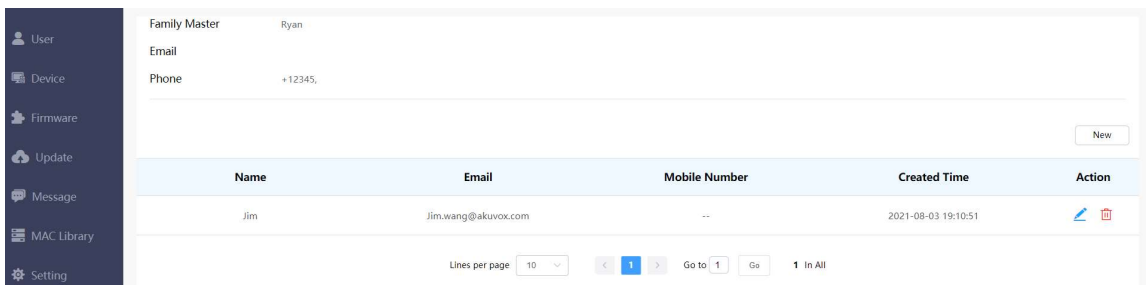 User
Device
Firmware
Update
Message
MAC Library
Setting
Family Master Ryan
Email
Phone +12345,
New
Name Email Mobile Number Created Time Action
Jim Jim.wang@akuvox.com -- 2021-08-03 19:10:51
Lines per page 10 < 1 > Go to 1 Go 1 In All